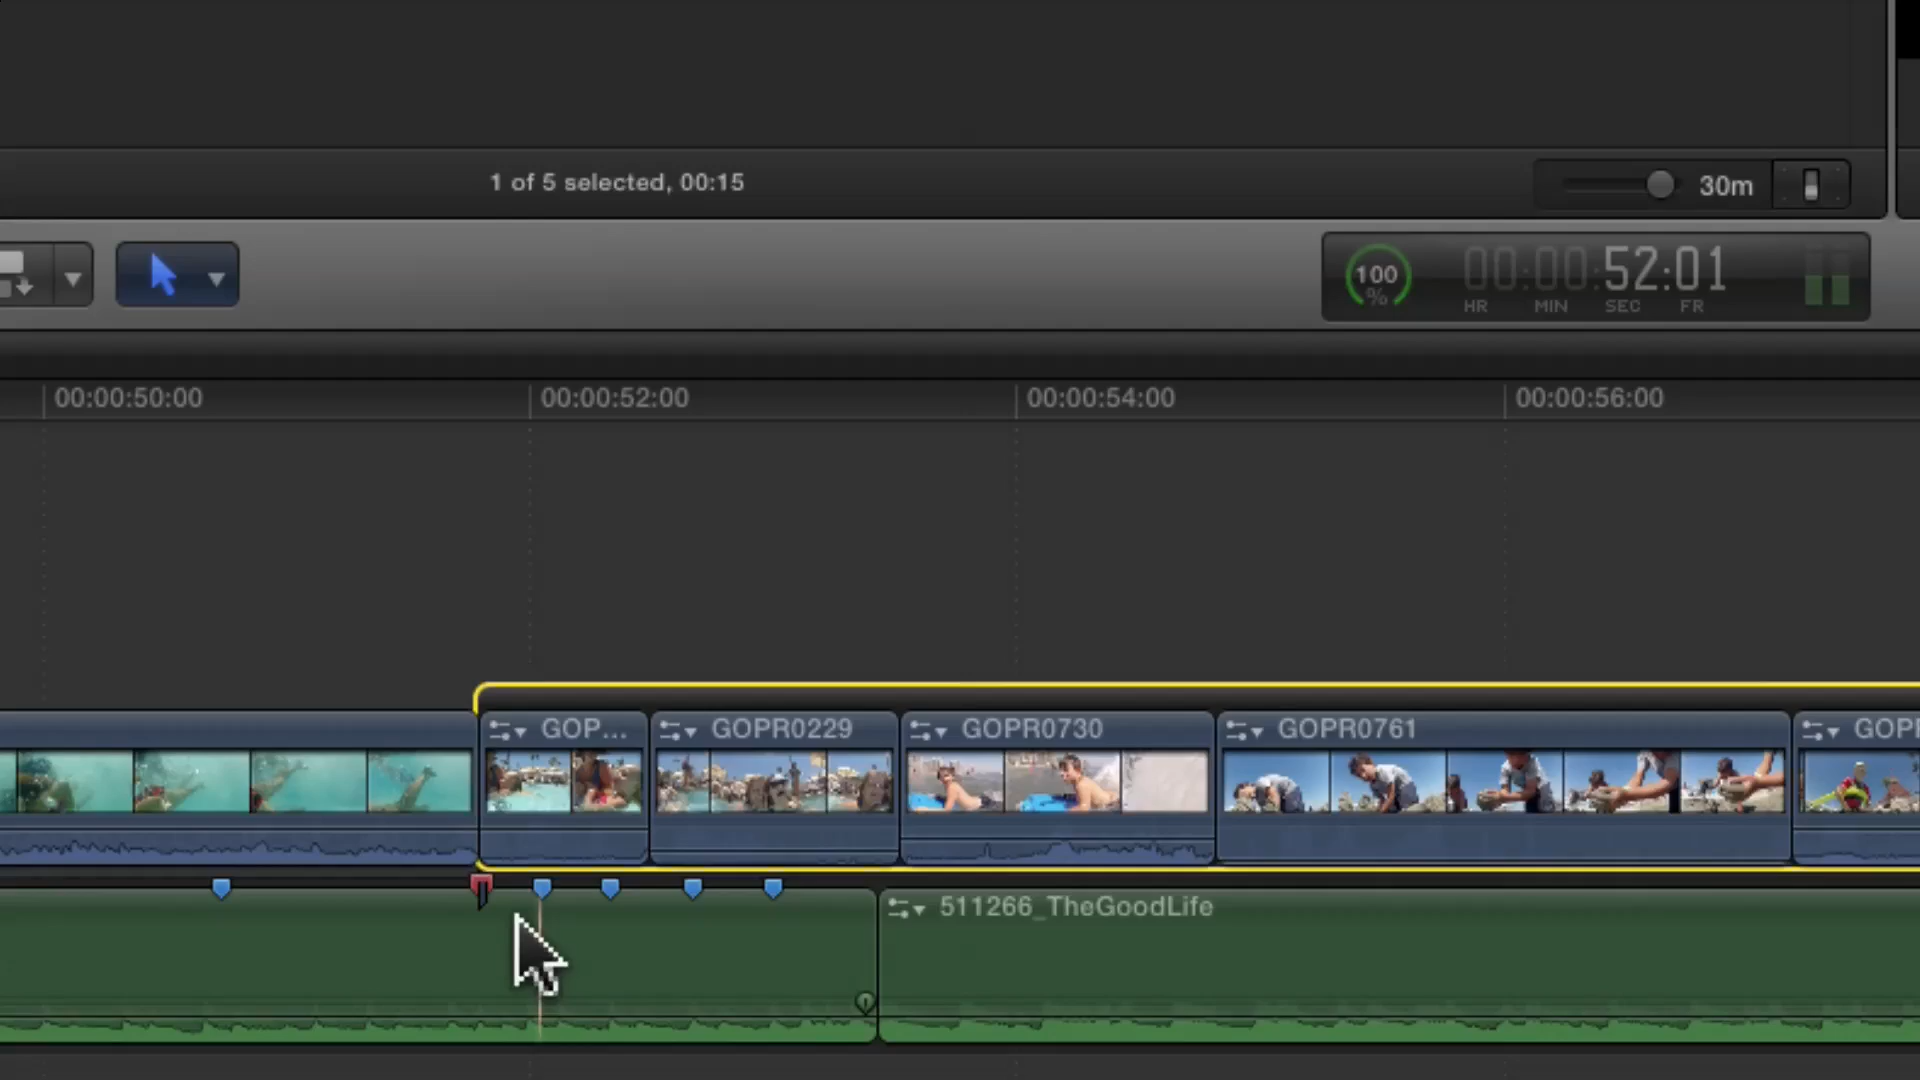 1 of 5 selected, 00:15
30m
100
%
00:00:52:01
HR MIN SEC FR
00:00:50:00
00:00:52:00
00:00:54:00
00:00:56:00
GOP...
GOPR0229
GOPR0730
GOPR0761
GOPR
511266_TheGoodLife